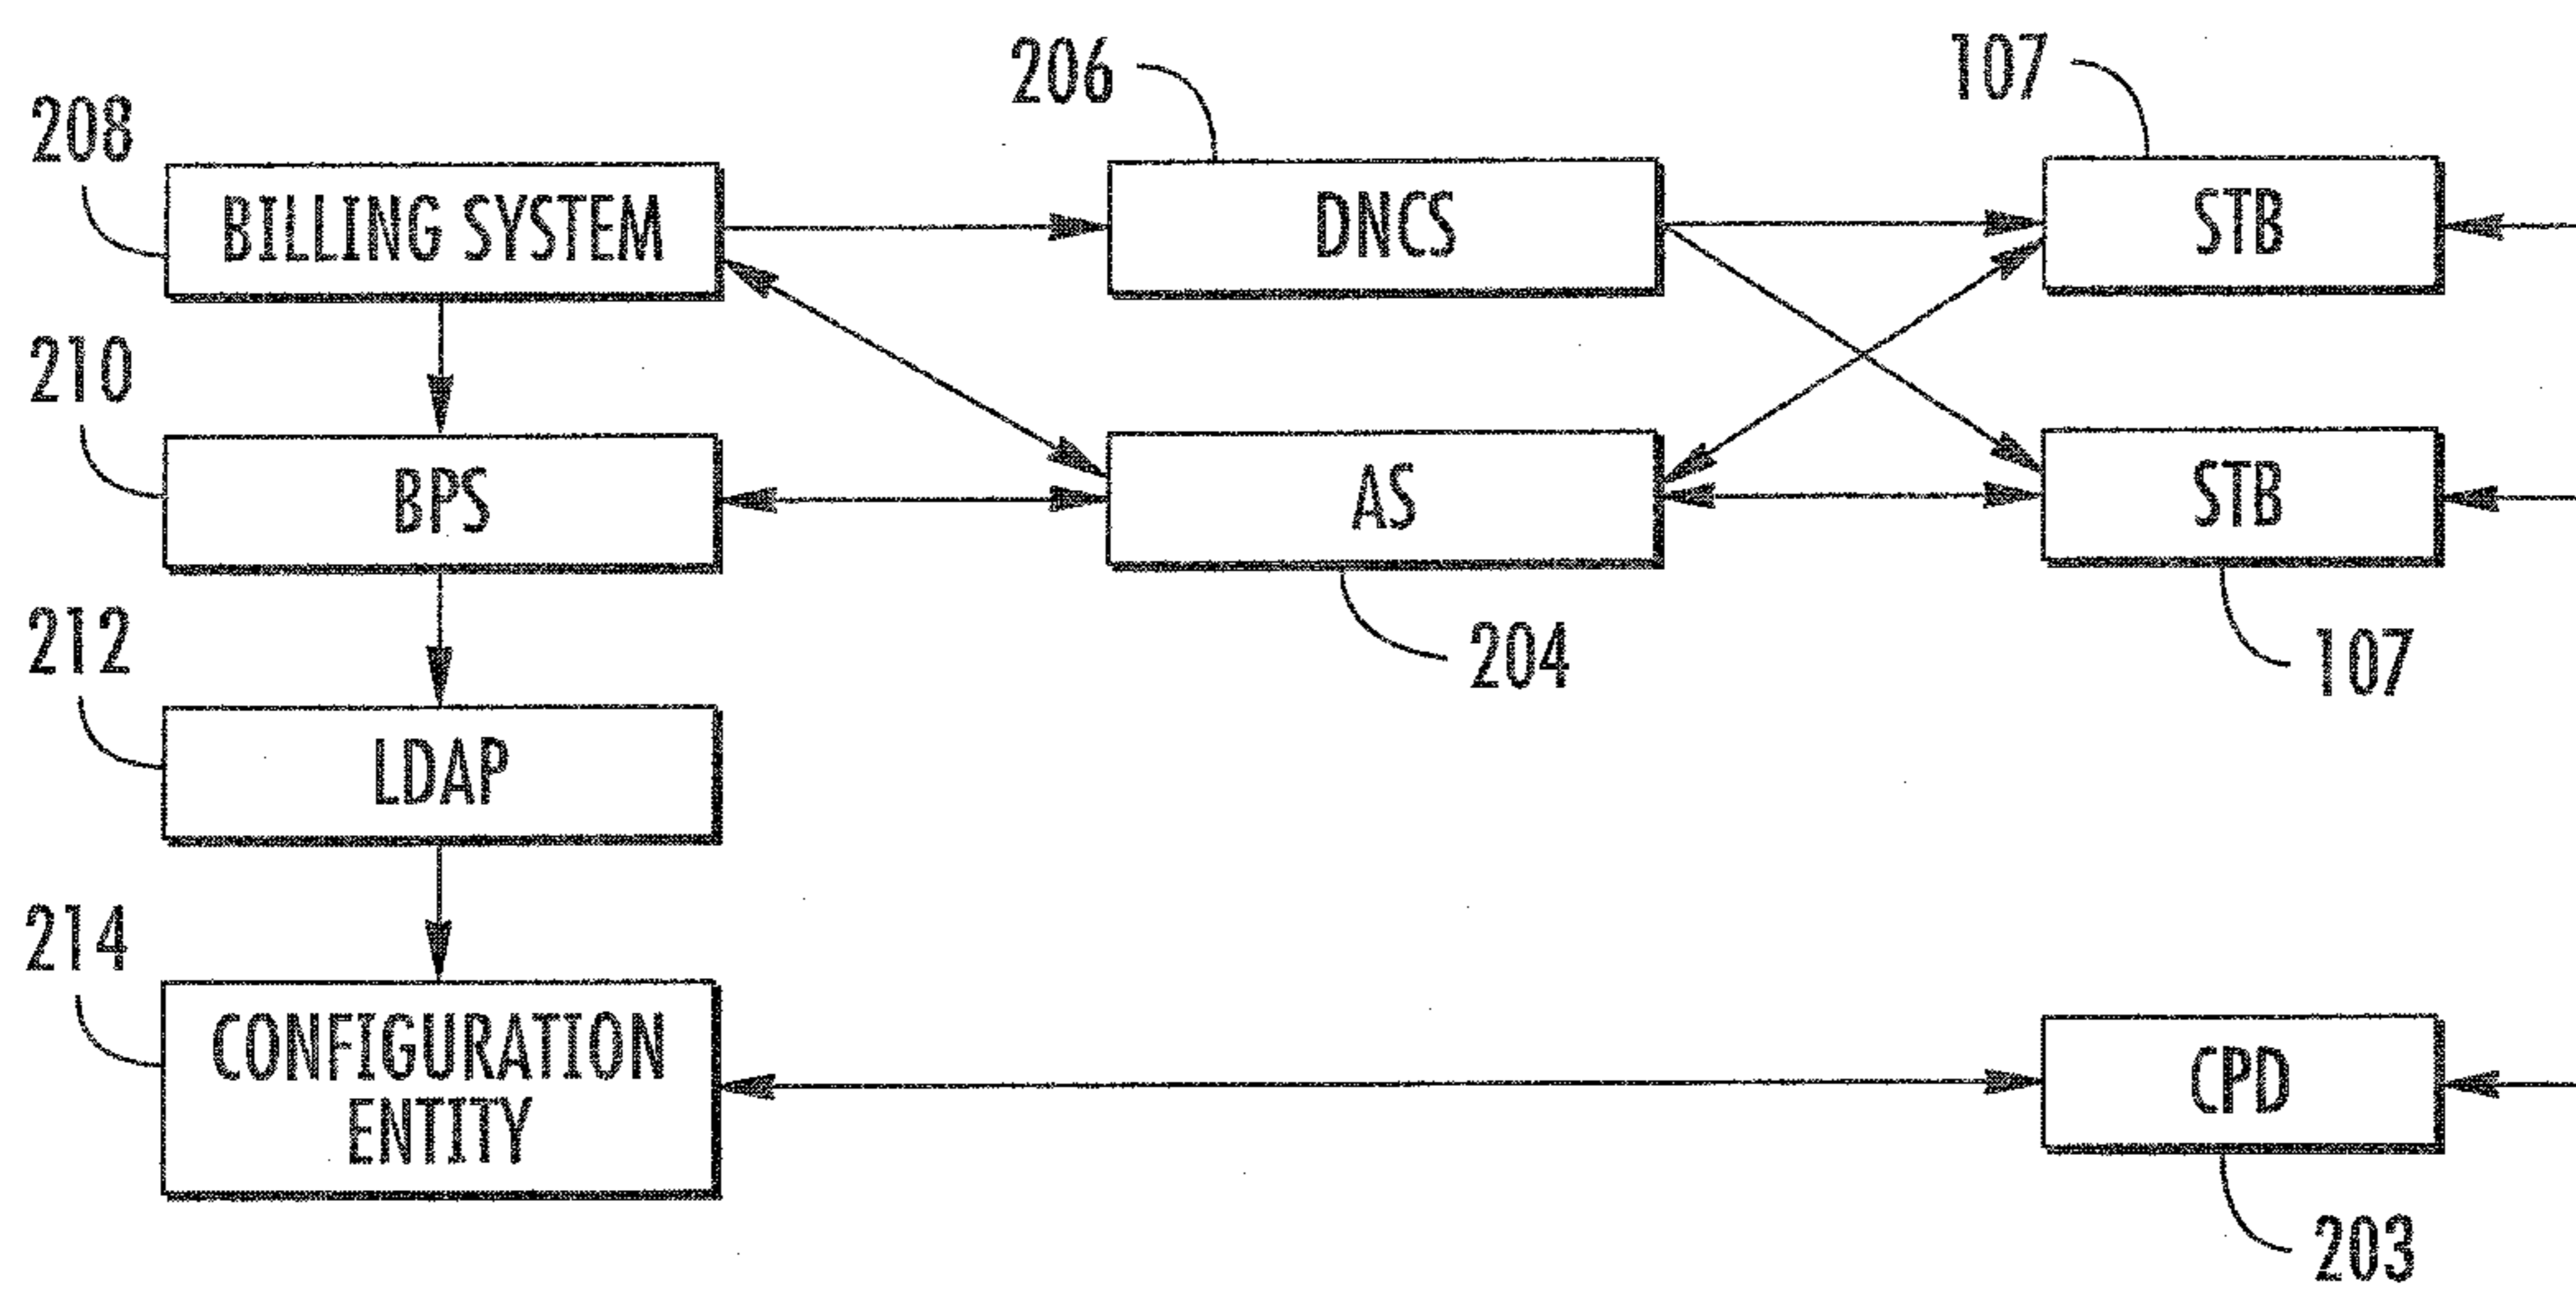 206
107
208
BILLING SYSTEM
DNCS
STB
210
BPS
AS
STB
212
204
107
LDAP
214
CONFIGURATION
ENTITY
CPD
203